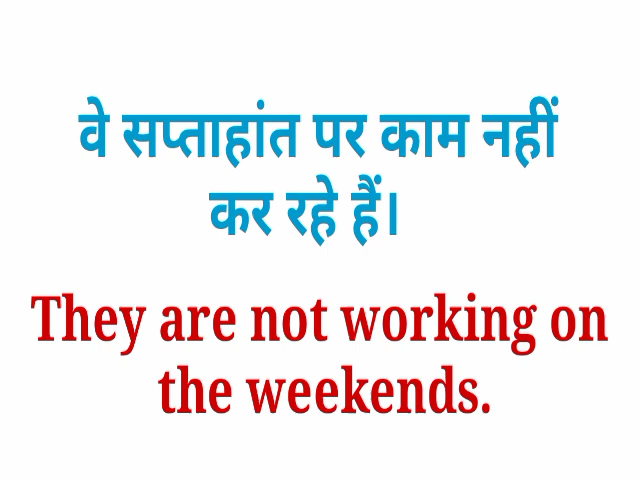 वे सप्ताहांत पर काम नहीं
कर रहे हैं।
They are not working on
the weekends.